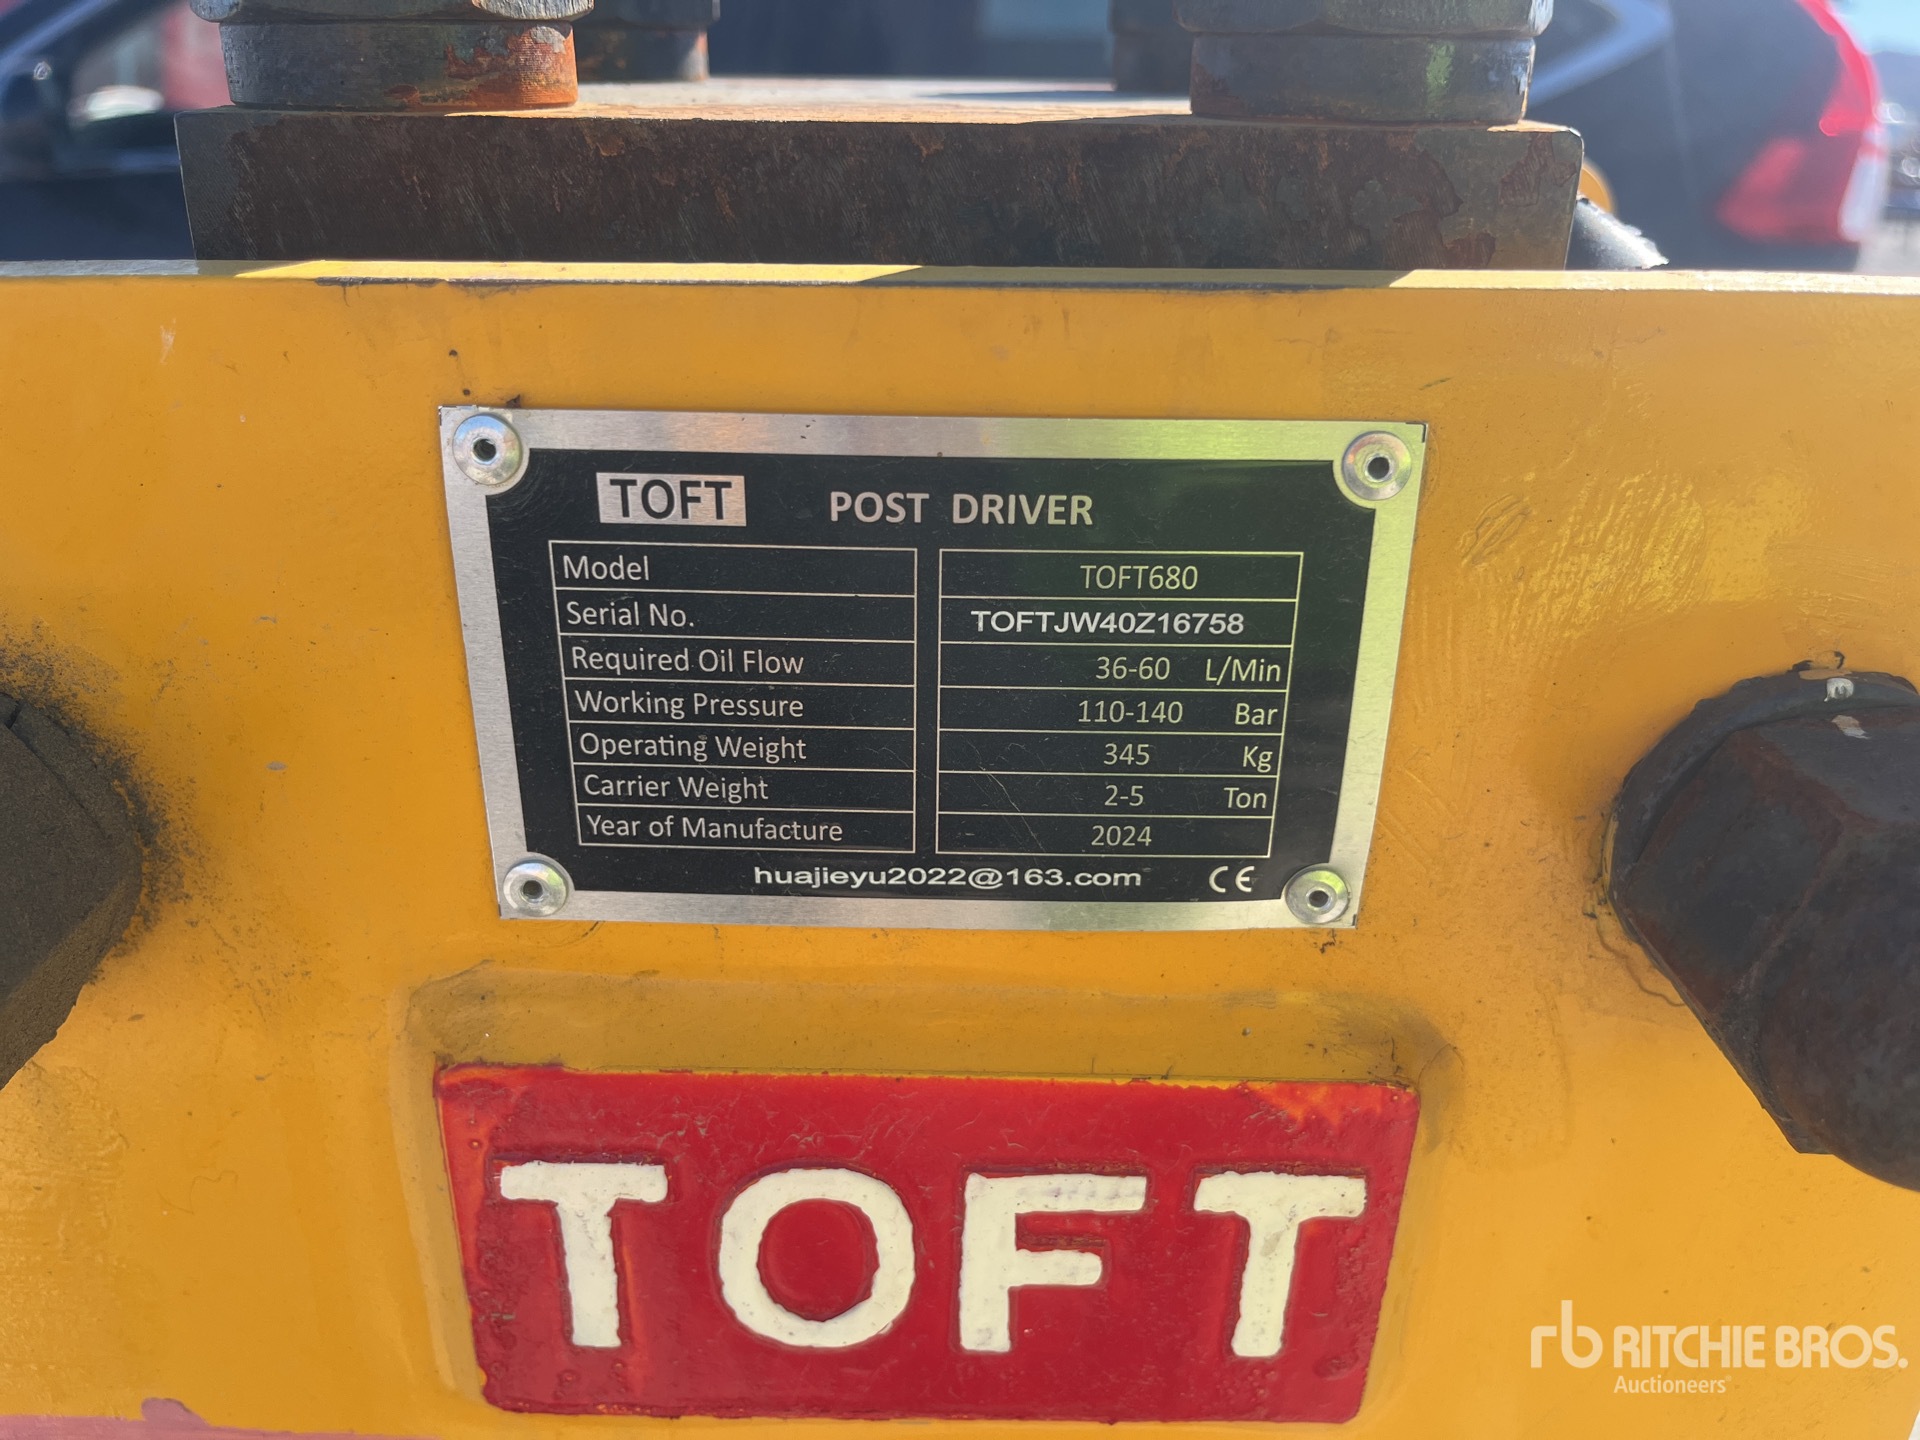 TOFT POST DRIVER
Model TOFT680
Serial No. TOFTJW40Z16758
Required Oil Flow 36-60 L/Min
Working Pressure 110-140 Bar
Operating Weight 345 Kg
Carrier Weight 2-5 Ton
Year of Manufacture 2024
huajieyu2022@163.com CE
TOFT
rb RITCHIE BROS.
Auctioneers